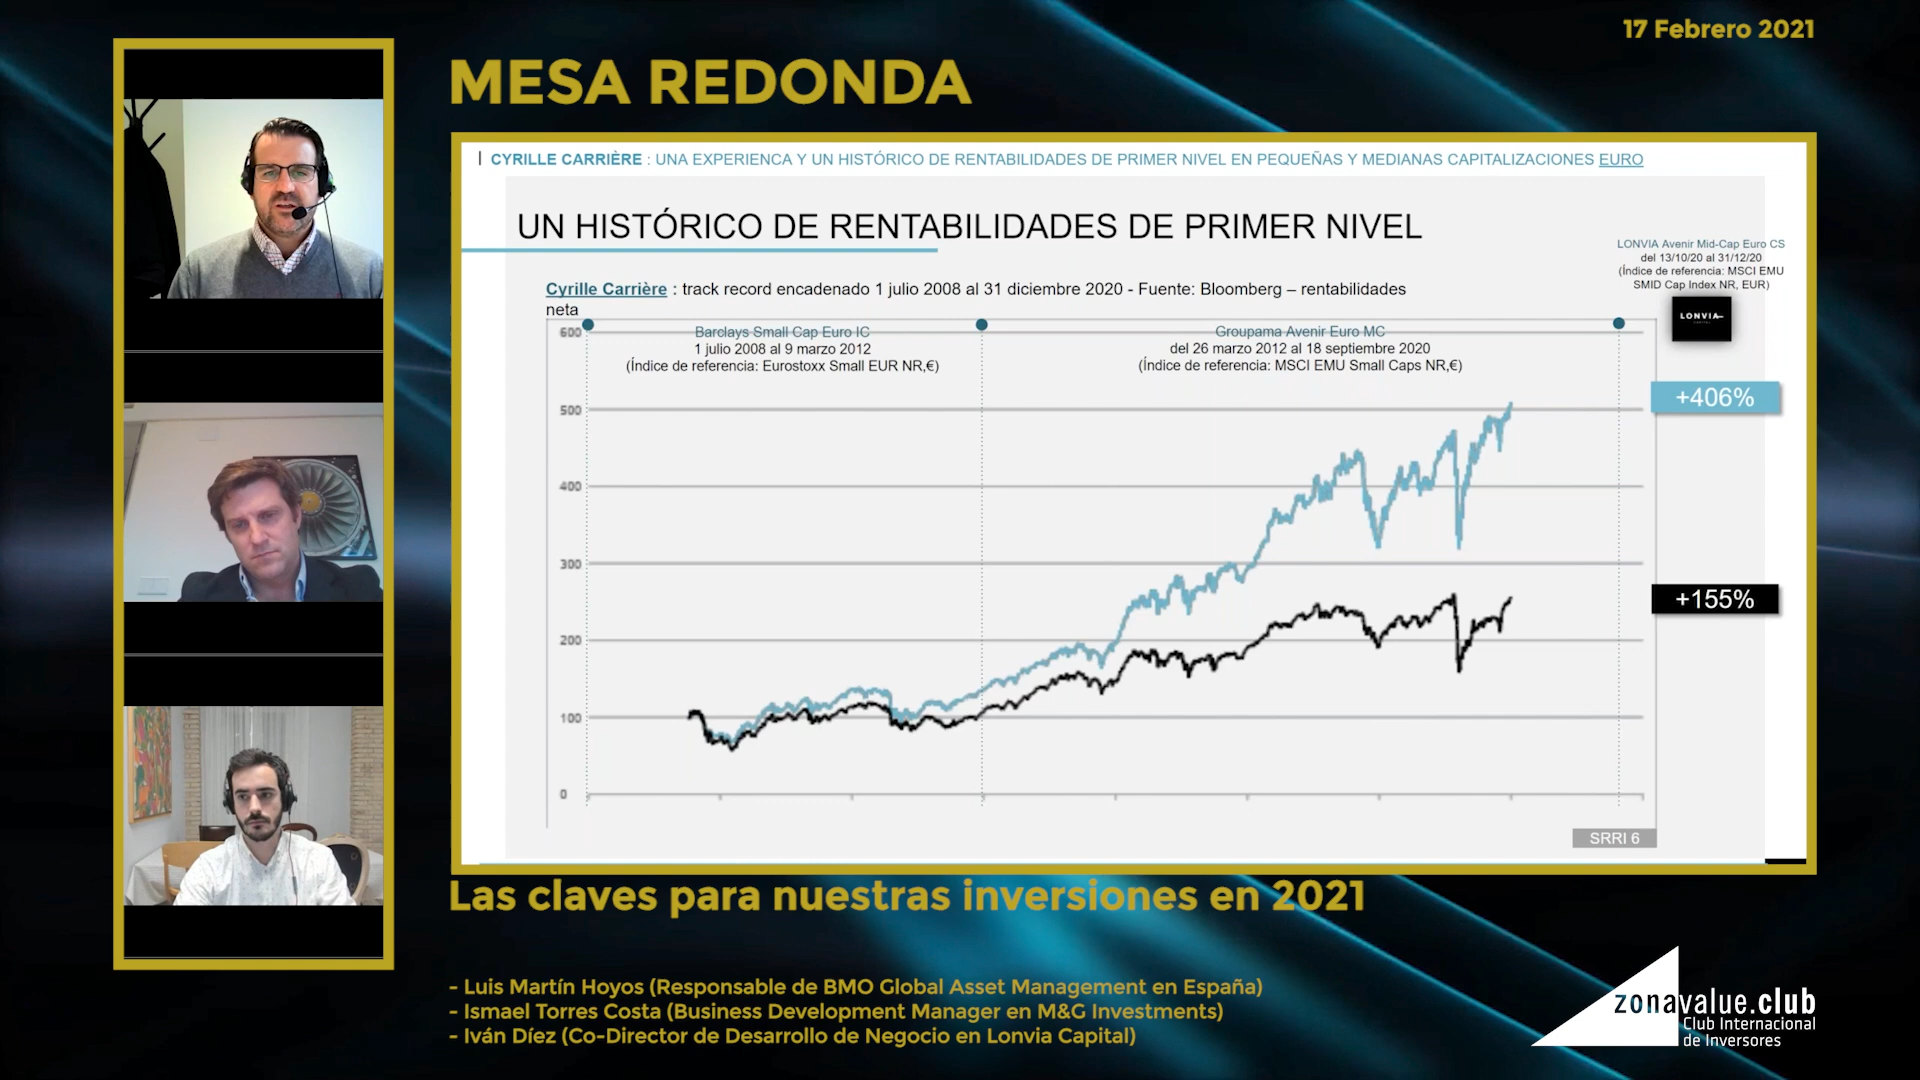 17 Febrero 2021
MESA REDONDA
CYRILLE CARRIÈRE : UNA EXPERIENCA Y UN HISTÓRICO DE RENTABILIDADES DE PRIMER NIVEL EN PEQUEÑAS Y MEDIANAS CAPITALIZACIONES EURO
UN HISTÓRICO DE RENTABILIDADES DE PRIMER NIVEL
LONVIA Avenir Mid-Cap Euro CS
del 13/10/20 al 31/12/20
(Índice de referencia: MSCI EMU
SMID Cap Index NR, EUR)
LONVIA
CAPITAL
Cyrille Carrière : track record encadenado 1 julio 2008 al 31 diciembre 2020 - Fuente: Bloomberg – rentabilidades
neta
Barclays Small Cap Euro IC
1 julio 2008 al 9 marzo 2012
(Índice de referencia: Eurostoxx Small EUR NR,€)
Groupama Avenir Euro MC
del 26 marzo 2012 al 18 septiembre 2020
(Índice de referencia: MSCI EMU Small Caps NR,€)
600
500
400
300
200
100
0
+406%
+155%
SRRI 6
Las claves para nuestras inversiones en 2021
- Luis Martín Hoyos (Responsable de BMO Global Asset Management en España)
- Ismael Torres Costa (Business Development Manager en M&G Investments)
- Iván Díez (Co-Director de Desarrollo de Negocio en Lonvia Capital)
zonavalue.club
Club Internacional
de Inversores